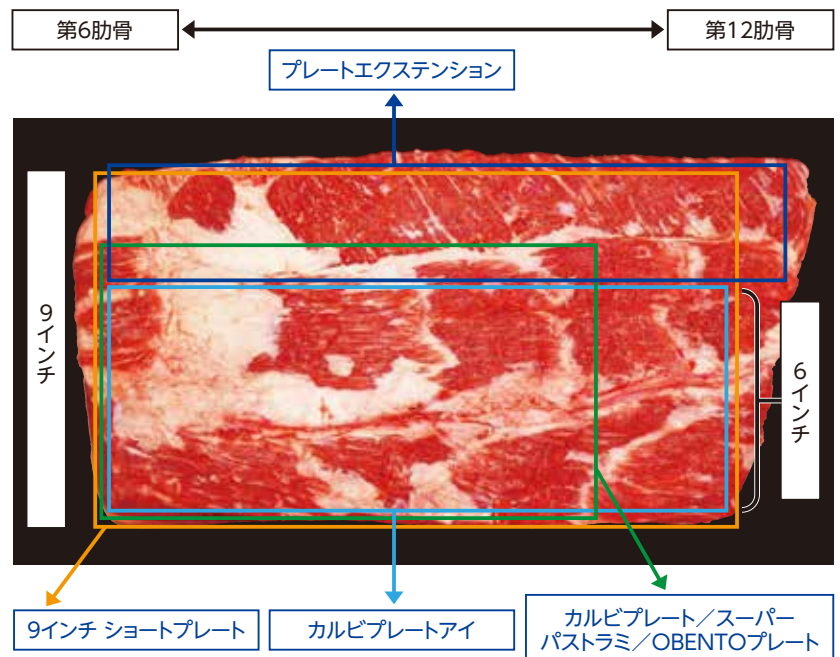 第6肋骨
第12肋骨
プレートエクステンション
9インチ
6インチ
9インチ ショートプレート
カルビプレートアイ
カルビプレート／スーパー
パストラミ／OBENTOプレート